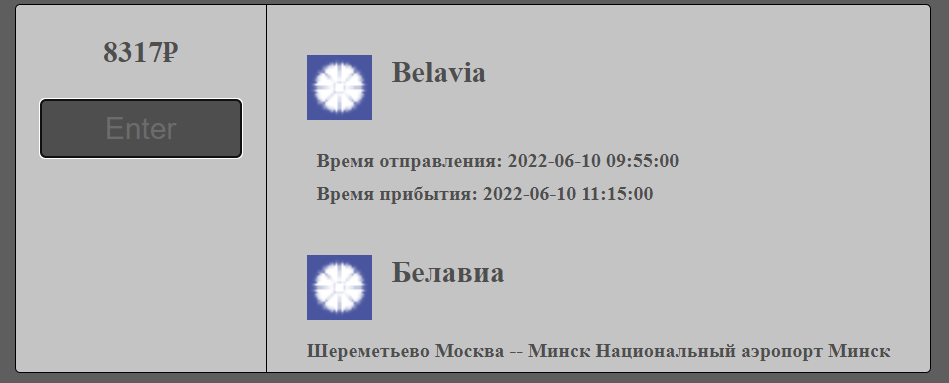 8317₽
Enter
Belavia
Время отправления: 2022-06-10 09:55:00
Время прибытия: 2022-06-10 11:15:00
Белавиа
Шереметьево Москва -- Минск Национальный аэропорт Минск